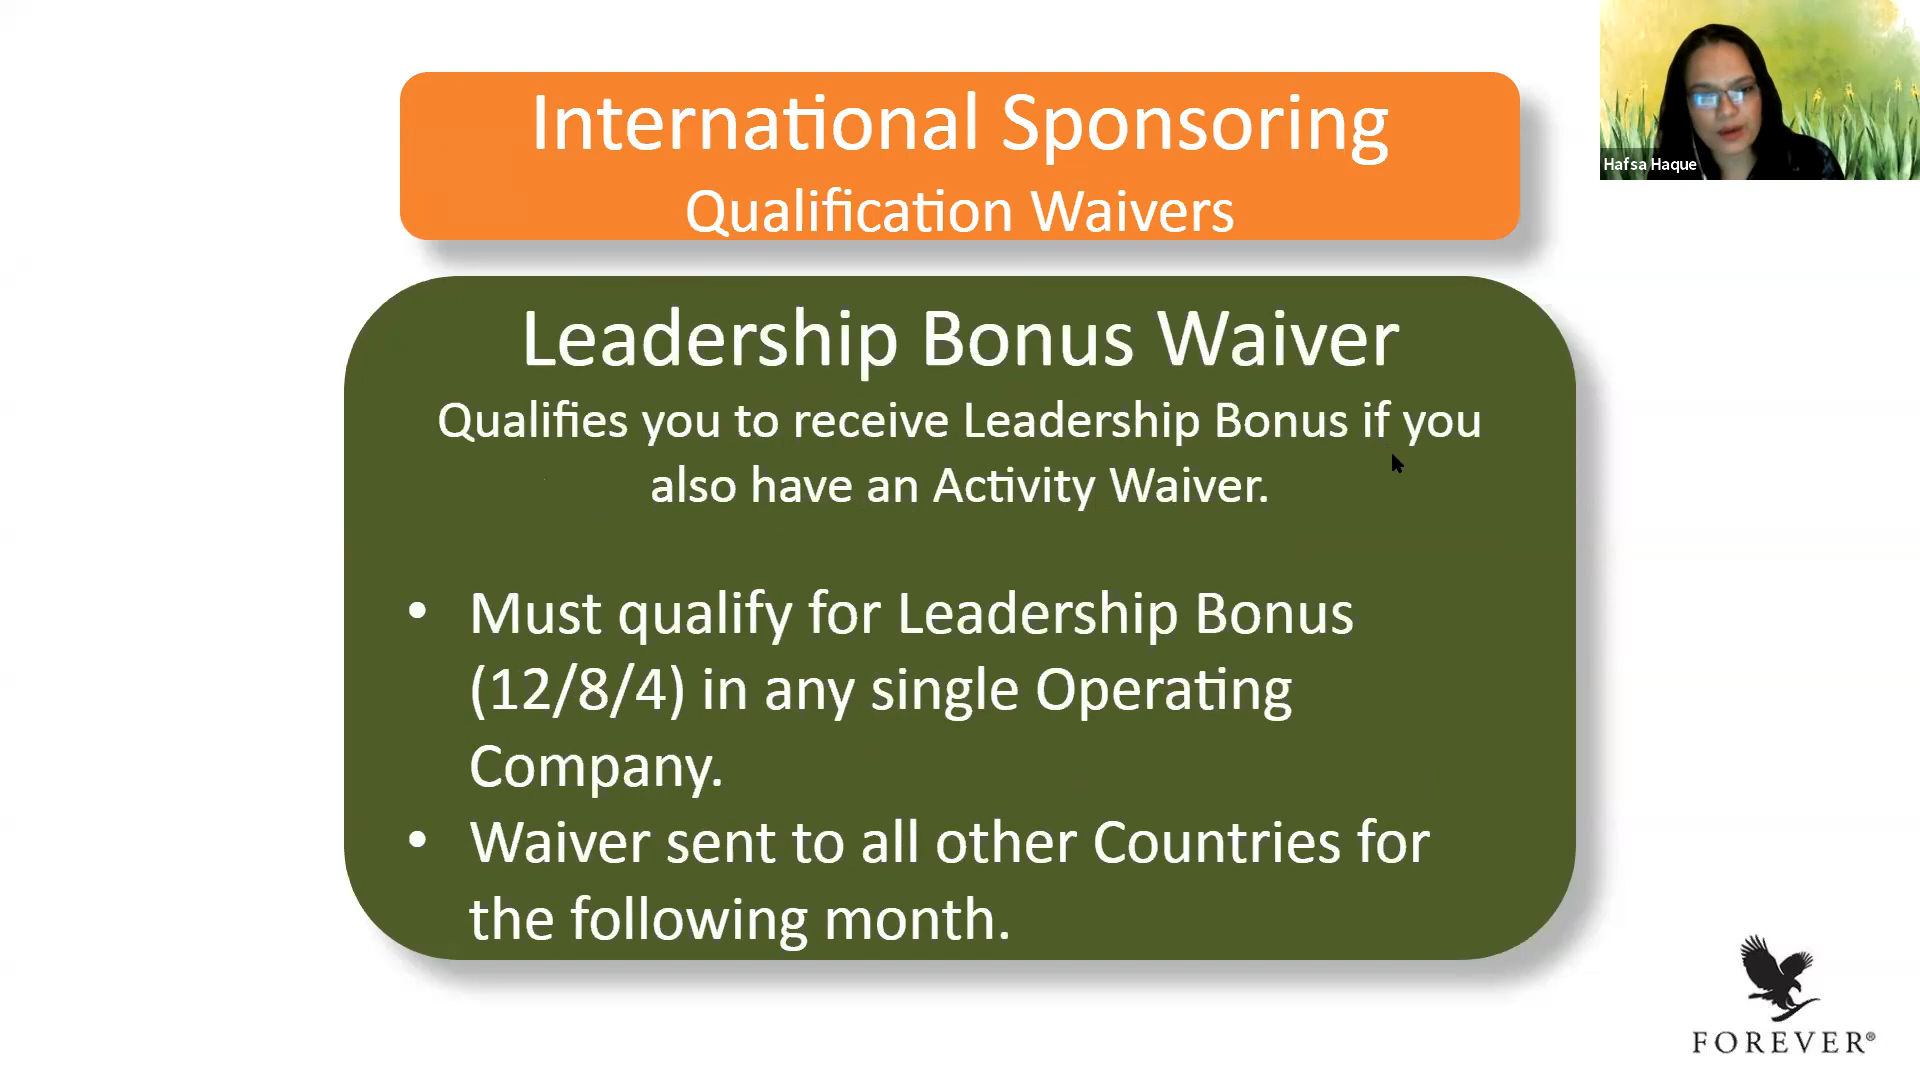 International Sponsoring
Qualification Waivers
Hafsa Haque
Leadership Bonus Waiver
Qualifies you to receive Leadership Bonus if you
also have an Activity Waiver.
• Must qualify for Leadership Bonus
(12/8/4) in any single Operating
Company.
• Waiver sent to all other Countries for
the following month.
FOREVER®